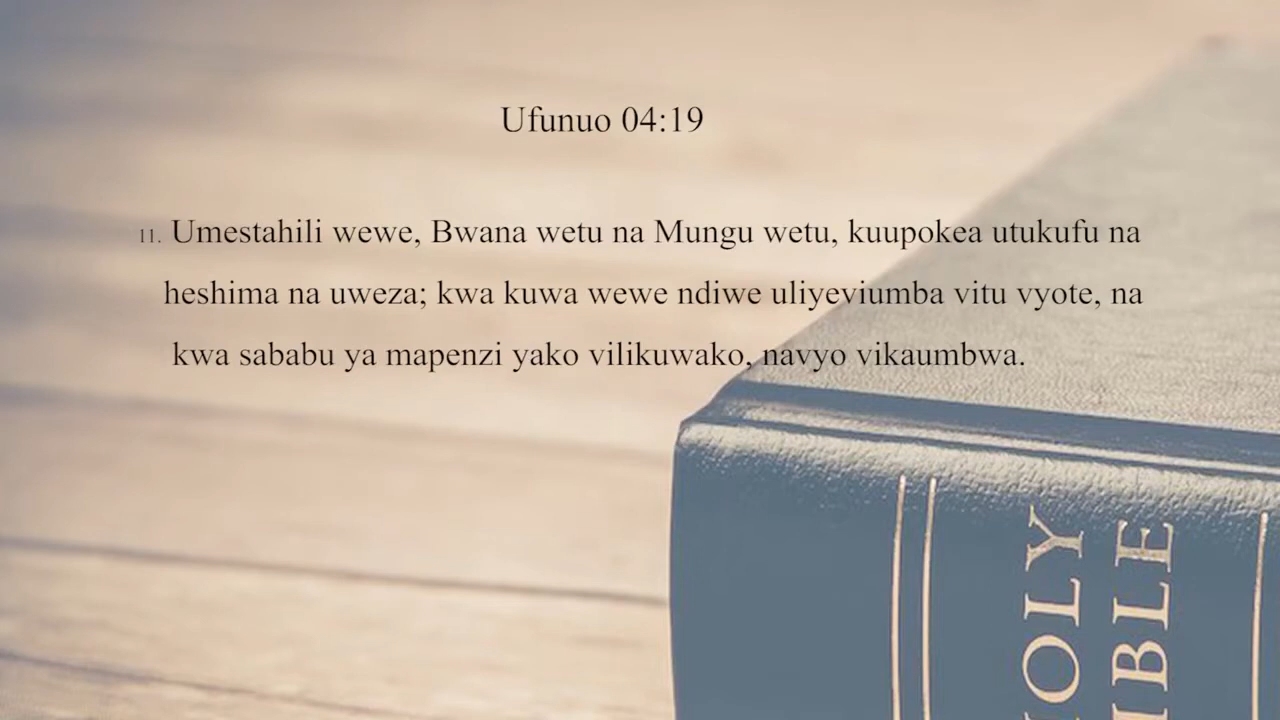 Ufunuo 04:19
11. Umestahili wewe, Bwana wetu na Mungu wetu, kuupokea utukufu na
heshima na uweza; kwa kuwa wewe ndiwe uliyeviumba vitu vyote, na
kwa sababu ya mapenzi yako vilikuwako, navyo vikaumbwa.
HOLY
BIBLE